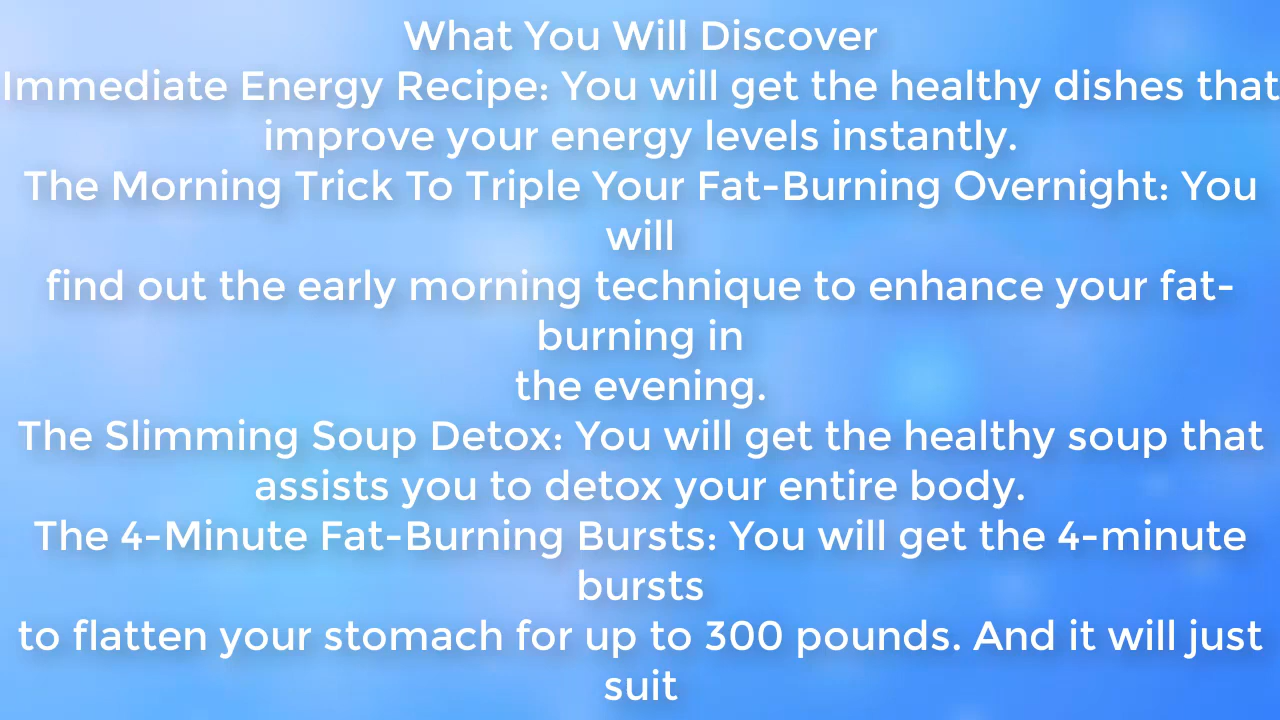 What You Will Discover
Immediate Energy Recipe: You will get the healthy dishes that
improve your energy levels instantly.
The Morning Trick To Triple Your Fat-Burning Overnight: You
will
find out the early morning technique to enhance your fat-
burning in
the evening.
The Slimming Soup Detox: You will get the healthy soup that
assists you to detox your entire body.
The 4-Minute Fat-Burning Bursts: You will get the 4-minute
bursts
to flatten your stomach for up to 300 pounds. And it will just
suit